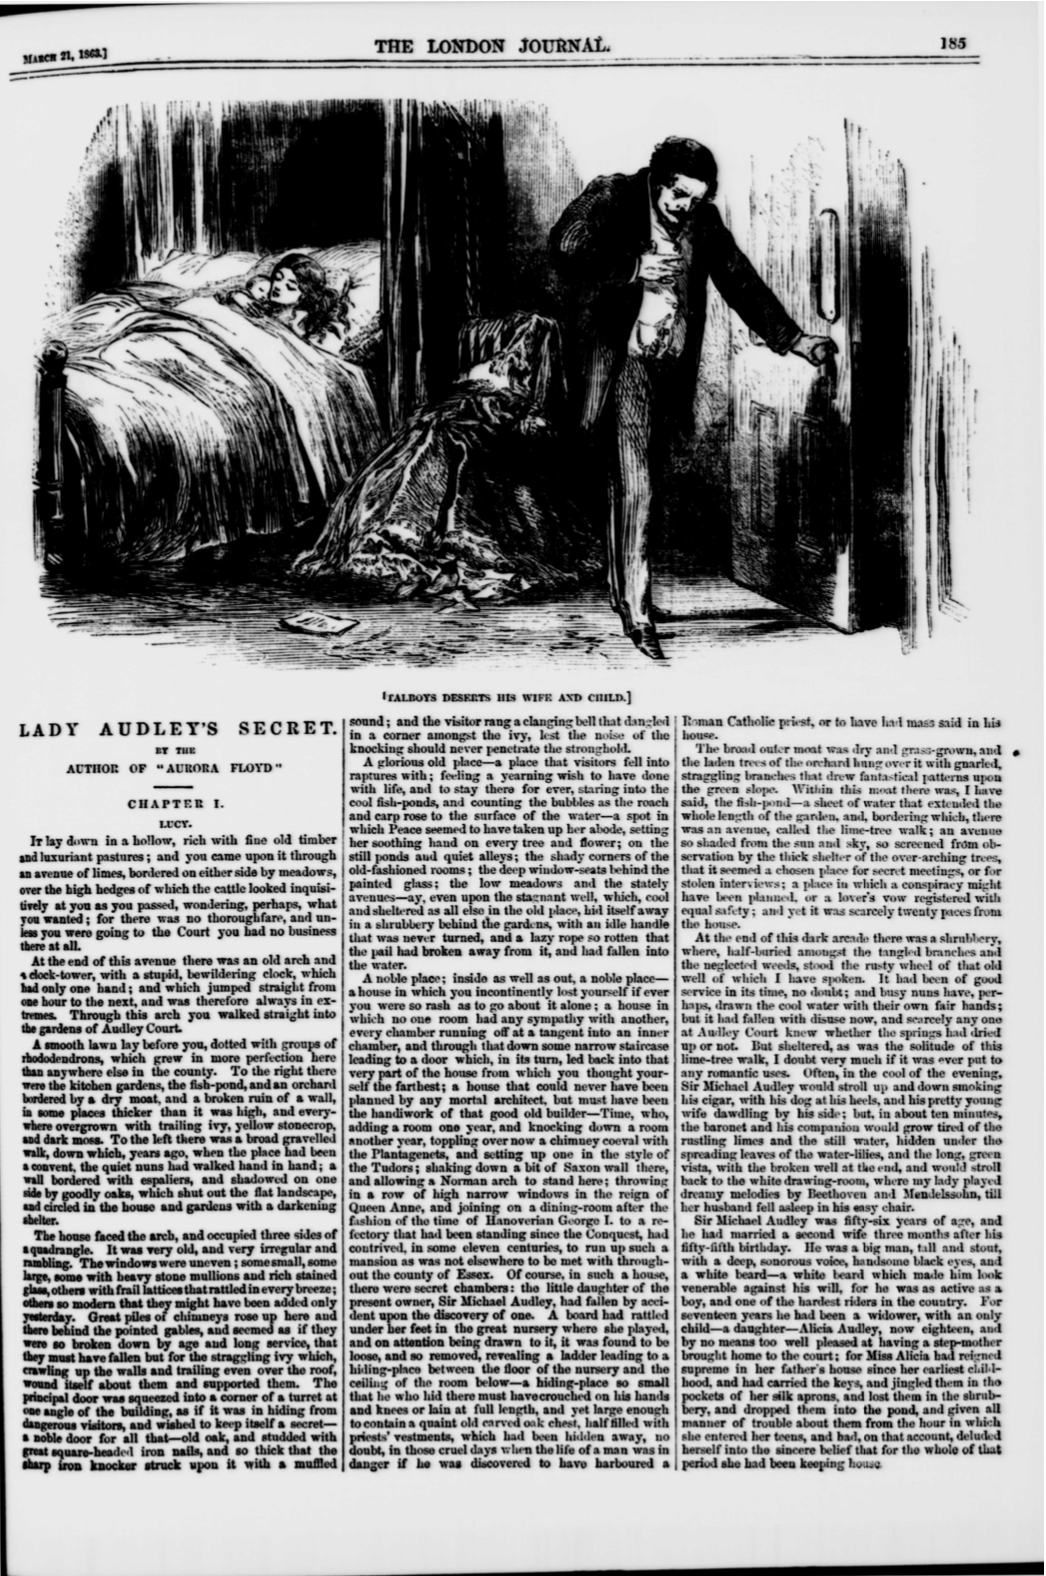 MARCH 21, 1863.]
THE LONDON JOURNAL.
185
[TALBOYS DESERTS HIS WIFE AND CHILD.]
LADY AUDLEY'S SECRET.
BY THE
AUTHOR OF "AURORA FLOYD"
CHAPTER I.
LUCY.
It lay down in a hollow, rich with fine old timber
and luxuriant pastures; and you came upon it through
an avenue of limes, bordered on either side by meadows,
over the high hedges of which the cattle looked inquisi-
tively at you as you passed, wondering, perhaps, what
you wanted; for there was no thoroughfare, and un-
less you were going to the Court you had no business
there at all.
At the end of this avenue there was an old arch and
a clock-tower, with a stupid, bewildering clock, which
had only one hand; and which jumped straight from
one hour to the next, and was therefore always in ex-
tremes. Through this arch you walked straight into
the gardens of Audley Court.
A smooth lawn lay before you, dotted with groups of
rhododendrons, which grew in more perfection here
than anywhere else in the county. To the right there
were the kitchen gardens, the fish-pond, and an orchard
bordered by a dry moat, and a broken ruin of a wall,
in some places thicker than it was high, and every-
where overgrown with trailing ivy, yellow stonecrop,
and dark moss. To the left there was a broad gravelled
walk, down which, years ago, when the place had been
a convent, the quiet nuns had walked hand in hand; a
wall bordered with espaliers, and shadowed on one
side by goodly oaks, which shut out the flat landscape,
and circled in the house and gardens with a darkening
shelter.
The house faced the arch, and occupied three sides of
a quadrangle. It was very old, and very irregular and
rambling. The windows were uneven; some small, some
large, some with heavy stone mullions and rich stained
glass, others with frail lattices that rattled in every breeze;
others so modern that they might have been added only
yesterday. Great piles of chimneys rose up here and
there behind the pointed gables, and seemed as if they
were so broken down by age and long service, that
they must have fallen but for the straggling ivy which,
crawling up the walls and trailing even over the roof,
wound itself about them and supported them. The
principal door was squeezed into a corner of a turret at
one angle of the building, as if it was in hiding from
dangerous visitors, and wished to keep itself a secret—
a noble door for all that—old oak, and studded with
great square-headed iron nails, and so thick that the
sharp iron knocker struck upon it with a muffled
sound; and the visitor rang a clanging bell that dangled
in a corner amongst the ivy, lest the noise of the
knocking should never penetrate the stronghold.
A glorious old place—a place that visitors fell into
raptures with; feeling a yearning wish to have done
with life, and to stay there for ever, staring into the
cool fish-ponds, and counting the bubbles as the roach
and carp rose to the surface of the water—a spot in
which Peace seemed to have taken up her abode, setting
her soothing hand on every tree and flower; on the
still ponds and quiet alleys; the shady corners of the
old-fashioned rooms; the deep window-seats behind the
painted glass; the low meadows and the stately
avenues—ay, even upon the stagnant well, which, cool
and sheltered as all else in the old place, hid itself away
in a shrubbery behind the gardens, with an idle handle
that was never turned, and a lazy rope so rotten that
the pail had broken away from it, and had fallen into
the water.
A noble place; inside as well as out, a noble place—
a house in which you incontinently lost yourself if ever
you were so rash as to go about it alone; a house in
which no one room had any sympathy with another,
every chamber running off at a tangent into an inner
chamber, and through that down some narrow staircase
leading to a door which, in its turn, led back into that
very part of the house from which you thought your-
self the farthest; a house that could never have been
planned by any mortal architect, but must have been
the handiwork of that good old builder—Time, who,
adding a room one year, and knocking down a room
another year, toppling over now a chimney coeval with
the Plantagenets, and setting up one in the style of
the Tudors; shaking down a bit of Saxon wall there,
and allowing a Norman arch to stand here; throwing
in a row of high narrow windows in the reign of
Queen Anne, and joining on a dining-room after the
fashion of the time of Hanoverian George I. to a re-
fectory that had been standing since the Conquest, had
contrived, in some eleven centuries, to run up such a
mansion as was not elsewhere to be met with through-
out the county of Essex. Of course, in such a house,
there were secret chambers: the little daughter of the
present owner, Sir Michael Audley, had fallen by acci-
dent upon the discovery of one. A board had rattled
under her feet in the great nursery where she played,
and on attention being drawn to it, it was found to be
loose, and so removed, revealing a ladder leading to a
hiding-place between the floor of the nursery and the
ceiling of the room below—a hiding-place so small
that he who hid there must have crouched on his hands
and knees or lain at full length, and yet large enough
to contain a quaint old carved oak chest, half filled with
priests' vestments, which had been hidden away, no
doubt, in those cruel days when the life of a man was in
danger if he was discovered to have harboured a
Roman Catholic priest, or to have had mass said in his
house.
The broad outer moat was dry and grass-grown, and
the laden trees of the orchard hung over it with gnarled,
straggling branches that drew fantastical patterns upon
the green slope. Within this moat there was, I have
said, the fish-pond—a sheet of water that extended the
whole length of the garden, and, bordering which, there
was an avenue, called the lime-tree walk; an avenue
so shaded from the sun and sky, so screened from ob-
servation by the thick shelter of the over-arching trees,
that it seemed a chosen place for secret meetings, or for
stolen interviews; a place in which a conspiracy might
have been planned, or a lover's vow registered with
equal safety; and yet it was scarcely twenty paces from
the house.
At the end of this dark arcade there was a shrubbery,
where, half-buried amongst the tangled branches and
the neglected weeds, stood the rusty wheel of that old
well of which I have spoken. It had been of good
service in its time, no doubt; and busy nuns have, per-
haps, drawn the cool water with their own fair hands;
but it had fallen with disuse now, and scarcely any one
at Audley Court knew whether the springs had dried
up or not. But sheltered, as was the solitude of this
lime-tree walk, I doubt very much if it was ever put to
any romantic uses. Often, in the cool of the evening,
Sir Michael Audley would stroll up and down smoking
his cigar, with his dog at his heels, and his pretty young
wife dawdling by his side; but, in about ten minutes,
the baronet and his companion would grow tired of the
rustling limes and the still water, hidden under the
spreading leaves of the water-lilies, and the long, green
vista, with the broken well at the end, and would stroll
back to the white drawing-room, where my lady played
dreamy melodies by Beethoven and Mendelssohn, till
her husband fell asleep in his easy chair.
Sir Michael Audley was fifty-six years of age, and
he had married a second wife three months after his
fifty-fifth birthday. He was a big man, tall and stout,
with a deep, sonorous voice, handsome black eyes, and
a white beard—a white beard which made him look
venerable against his will, for he was as active as a
boy, and one of the hardest riders in the country. For
seventeen years he had been a widower, with an only
child—a daughter—Alicia Audley, now eighteen, and
by no means too well pleased at having a step-mother
brought home to the court; for Miss Alicia had reigned
supreme in her father's house since her earliest child-
hood, and had carried the keys, and jingled them in the
pockets of her silk aprons, and lost them in the shrub-
bery, and dropped them into the pond, and given all
manner of trouble about them from the hour in which
she entered her teens, and had, on that account, deluded
herself into the sincere belief that for the whole of that
period she had been keeping house